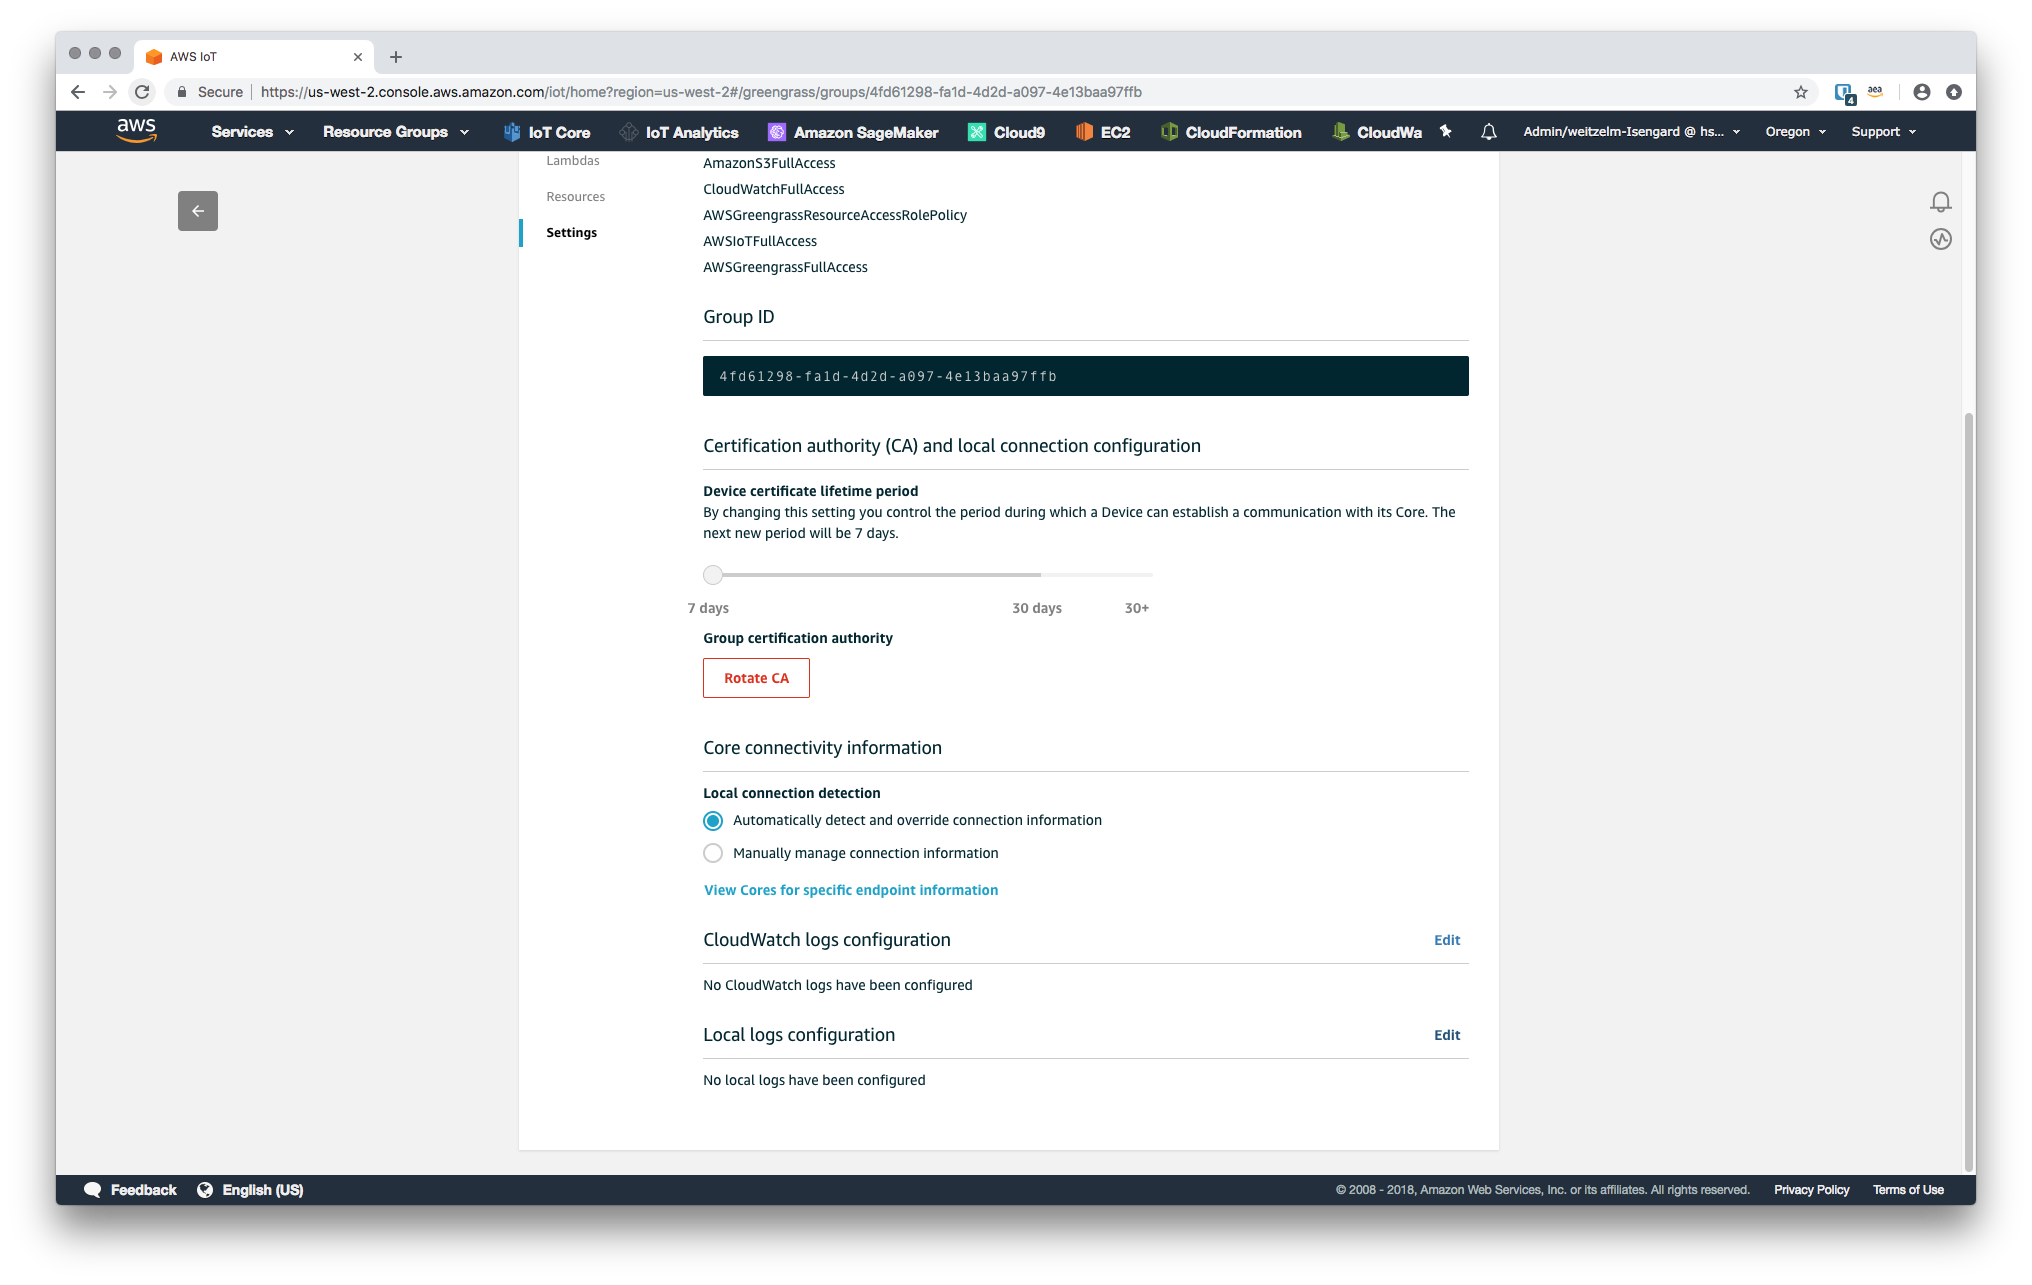 AWS IoT
Secure https://us-west-2.console.aws.amazon.com/iot/home?region=us-west-2#/greengrass/groups/4fd61298-fa1d-4d2d-a097-4e13baa97ffb
4
aea
aws Services Resource Groups IoT Core IoT Analytics Amazon SageMaker Cloud9 EC2 CloudFormation CloudWa Admin/weitzelm-Isengard @ hs... Oregon Support
Lambdas
Resources
Settings
AmazonS3FullAccess
CloudWatchFullAccess
AWSGreengrassResourceAccessRolePolicy
AWSIoTFullAccess
AWSGreengrassFullAccess
Group ID
4fd61298-fa1d-4d2d-a097-4e13baa97ffb
Certification authority (CA) and local connection configuration
Device certificate lifetime period
By changing this setting you control the period during which a Device can establish a communication with its Core. The
next new period will be 7 days.
7 days 30 days 30+
Group certification authority
Rotate CA
Core connectivity information
Local connection detection
Automatically detect and override connection information
Manually manage connection information
View Cores for specific endpoint information
CloudWatch logs configuration Edit
No CloudWatch logs have been configured
Local logs configuration Edit
No local logs have been configured
Feedback English (US) © 2008 - 2018, Amazon Web Services, Inc. or its affiliates. All rights reserved. Privacy Policy Terms of Use